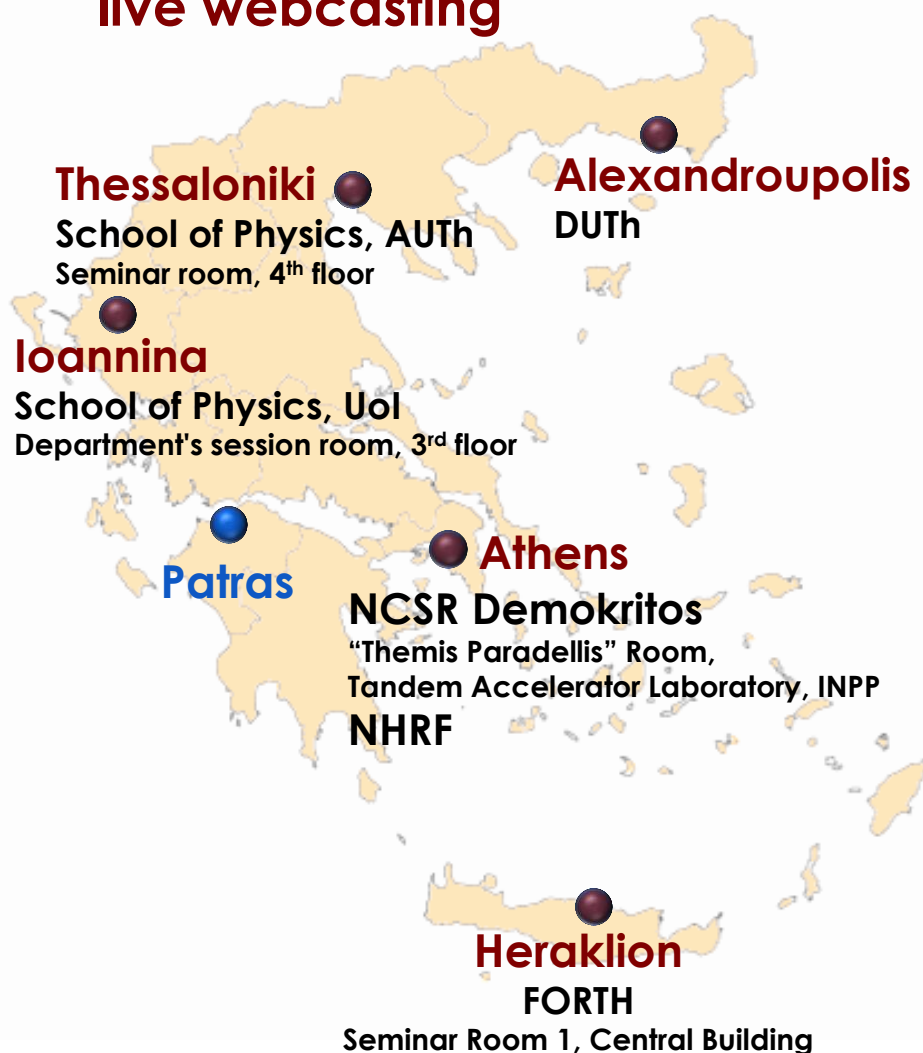 live webcasting
Thessaloniki
School of Physics, AUTh
Seminar room, 4th floor
Alexandroupolis
DUTh
Ioannina
School of Physics, UoI
Department's session room, 3rd floor
Patras
Athens
NCSR Demokritos
“Themis Paradellis” Room,
Tandem Accelerator Laboratory, INPP
NHRF
Heraklion
FORTH
Seminar Room 1, Central Building